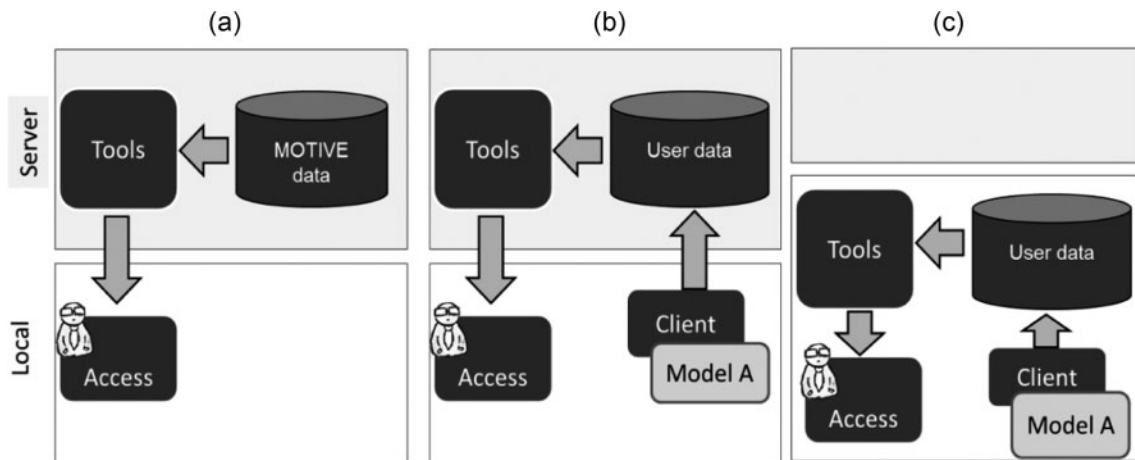 (a)
(b)
(c)
Server
Tools
MOTIVE
data
Tools
User data
Tools
User data
Local
Access
Access
Client
Model A
Access
Client
Model A